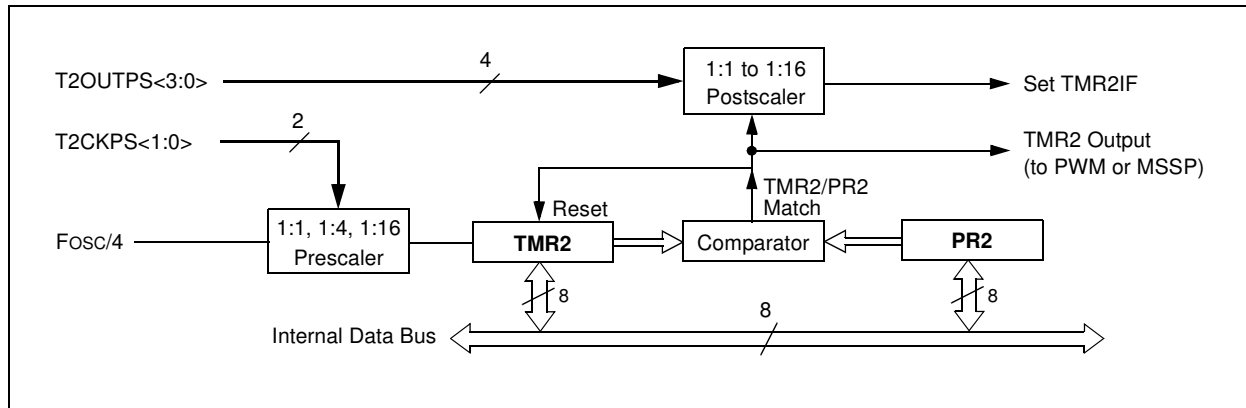 T2OUTPS<3:0>
4
1:1 to 1:16
Postscaler
Set TMR2IF
T2CKPS<1:0>
2
TMR2 Output
(to PWM or MSSP)
TMR2/PR2
Match
Reset
FOSC/4
1:1, 1:4, 1:16
Prescaler
TMR2
Comparator
PR2
8
8
8
Internal Data Bus